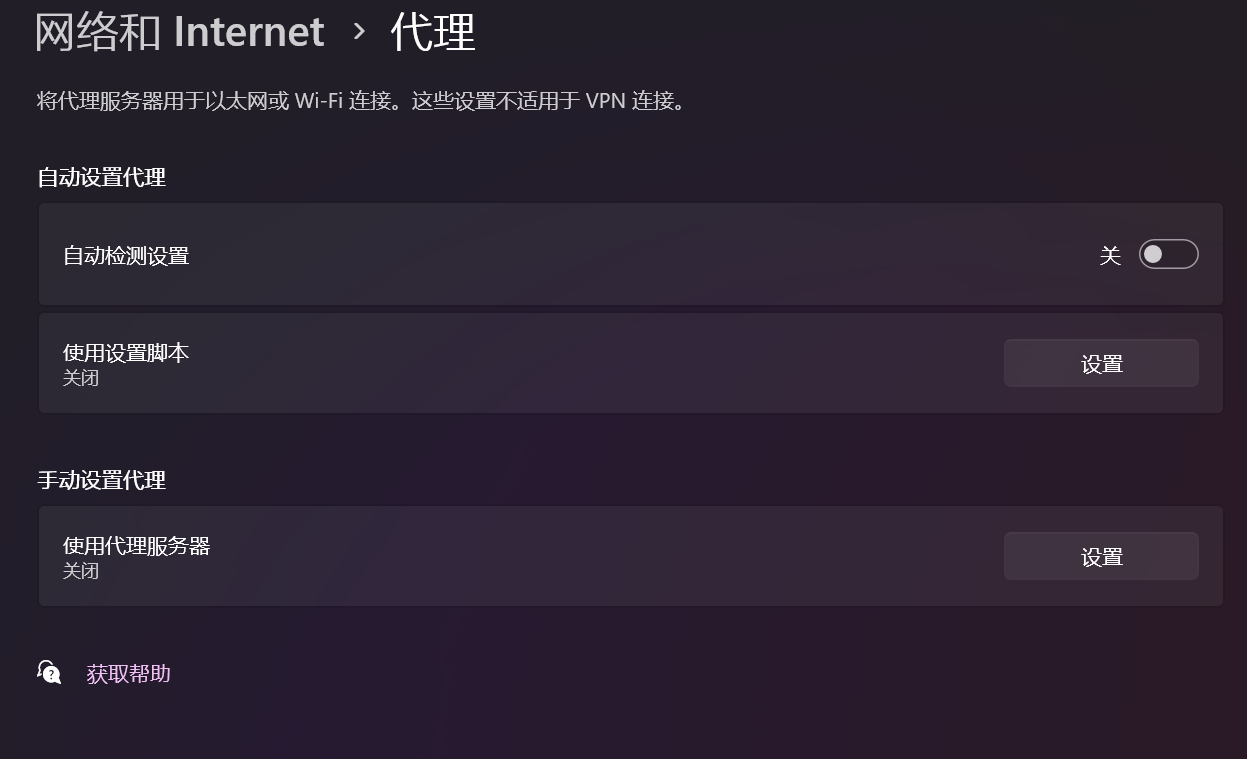 网络和 Internet › 代理
将代理服务器用于以太网或 Wi-Fi 连接。这些设置不适用于 VPN 连接。
自动设置代理
自动检测设置 关
使用设置脚本
关闭
设置
手动设置代理
使用代理服务器
关闭
设置
获取帮助